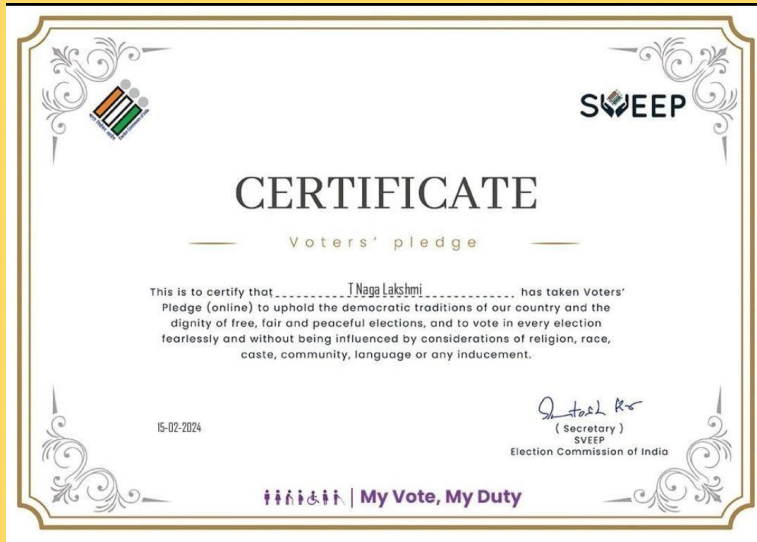 SVEEP
CERTIFICATE
Voters' pledge
This is to certify that T Naga Lakshmi has taken Voters'
Pledge (online) to uphold the democratic traditions of our country and the
dignity of free, fair and peaceful elections, and to vote in every election
fearlessly and without being influenced by considerations of religion, race,
caste, community, language or any inducement.
15-02-2024
( Secretary )
SVEEP
Election Commission of India
My Vote, My Duty